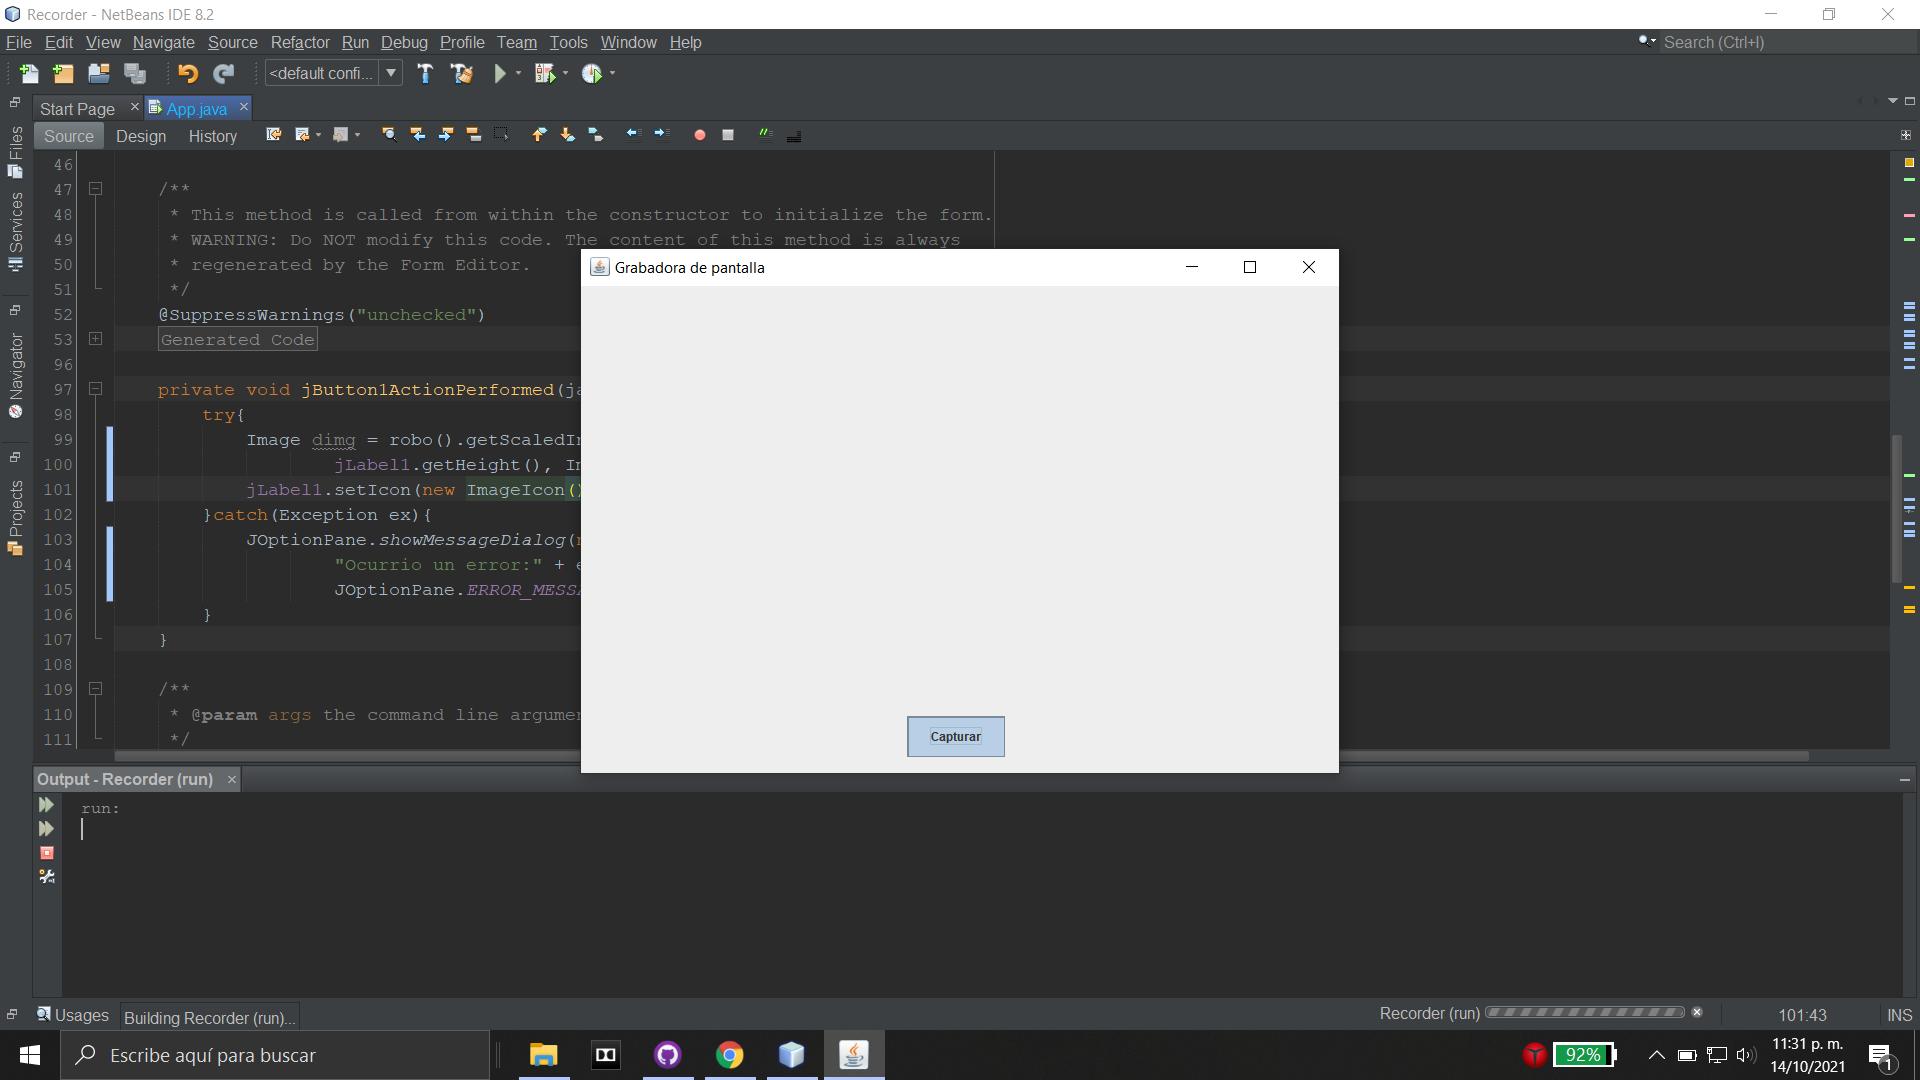 Recorder - NetBeans IDE 8.2
File Edit View Navigate Source Refactor Run Debug Profile Team Tools Window Help
Search (Ctrl+I)
<default confi...
Start Page
App.java
Source Design History
Files
Services
Navigator
Projects
46
47 /**
48 * This method is called from within the constructor to initialize the form.
49 * WARNING: Do NOT modify this code. The content of this method is always
50 * regenerated by the Form Editor.
51 */
52 @SuppressWarnings("unchecked")
53 Generated Code
96
97 private void jButton1ActionPerformed(ja
98 try{
99 Image dimg = robo().getScaledIn
100 jLabel1.getHeight(), In
101 jLabel1.setIcon(new ImageIcon()
102 }catch(Exception ex){
103 JOptionPane.showMessageDialog(n
104 "Ocurrio un error:" + e
105 JOptionPane.ERROR_MESSA
106 }
107 }
108
109 /**
110 * @param args the command line argumen
111 */
Grabadora de pantalla
Capturar
Output - Recorder (run)
run:
Usages
Building Recorder (run)...
Recorder (run)
101:43
INS
Escribe aquí para buscar
92%
11:31 p. m.
14/10/2021
1